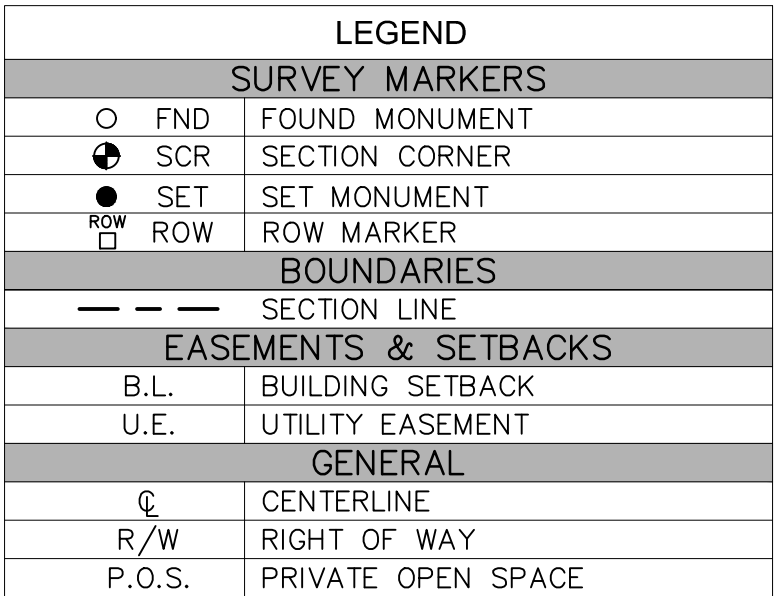 LEGEND
SURVEY MARKERS
FND FOUND MONUMENT
SCR SECTION CORNER
SET SET MONUMENT
ROW
ROW ROW MARKER
BOUNDARIES
SECTION LINE
EASEMENTS & SETBACKS
B.L. BUILDING SETBACK
U.E. UTILITY EASEMENT
GENERAL
℄ CENTERLINE
R/W RIGHT OF WAY
P.O.S. PRIVATE OPEN SPACE